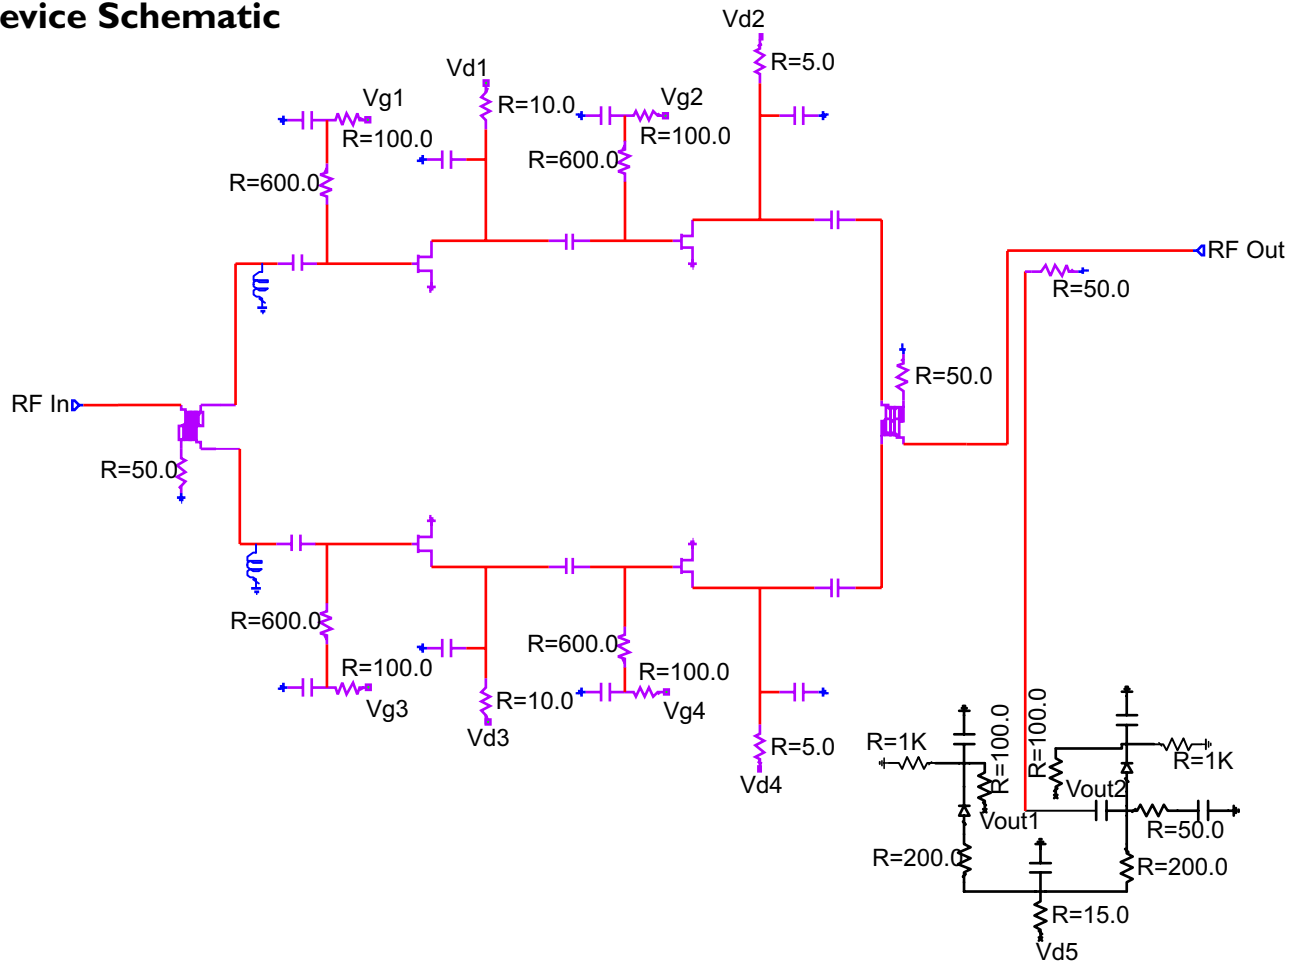 evice Schematic
Vd2
R=5.0
Vd1
Vg1
R=10.0
Vg2
R=100.0
R=100.0
R=600.0
R=600.0
RF Out
R=50.0
R=50.0
RF In
R=50.0
R=600.0
R=600.0
R=100.0
R=100.0
Vg3
R=10.0
Vg4
Vd3
R=5.0
Vd4
R=1K
R=100.0
R=100.0
R=1K
Vout2
Vout1
R=50.0
R=200.0
R=200.0
R=15.0
Vd5